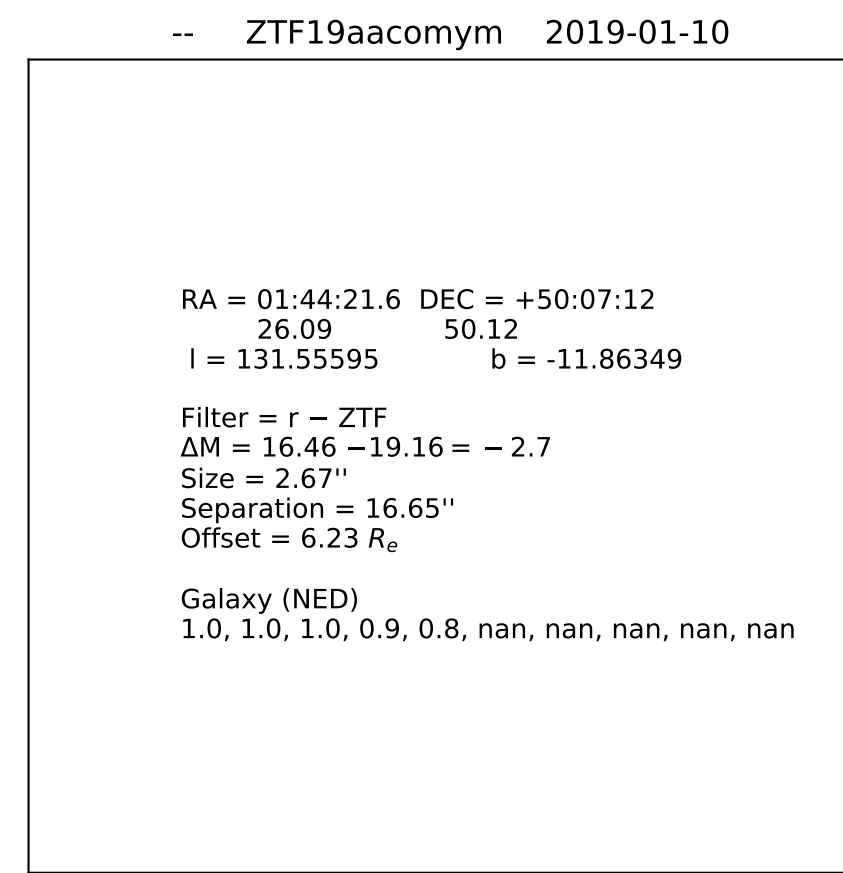 -- ZTF19aacomym 2019-01-10
RA = 01:44:21.6 DEC = +50:07:12
26.09 50.12
l = 131.55595 b = -11.86349
Filter = r − ZTF
ΔM = 16.46 −19.16 = − 2.7
Size = 2.67''
Separation = 16.65''
Offset = 6.23 Rₑ
Galaxy (NED)
1.0, 1.0, 1.0, 0.9, 0.8, nan, nan, nan, nan, nan